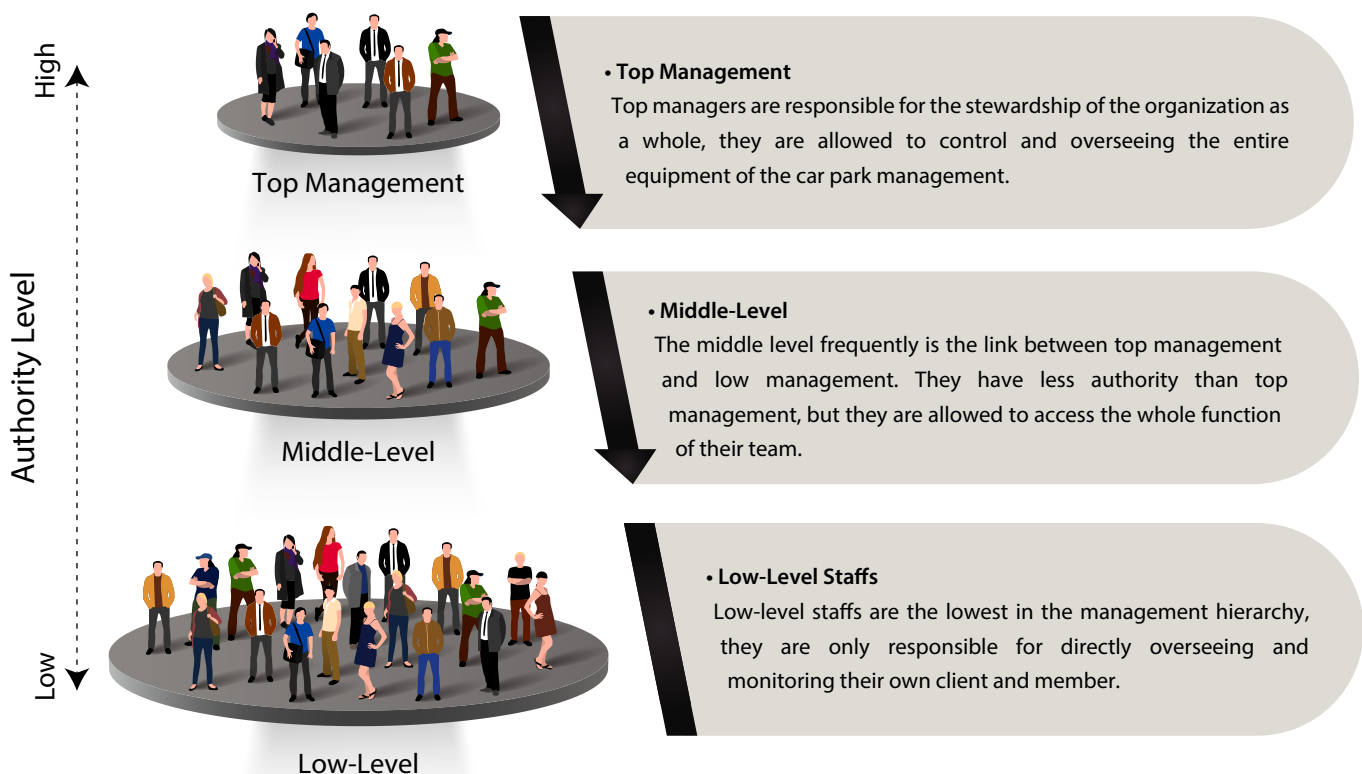 High
Authority Level
Low
Top Management
Middle-Level
Low-Level
• Top Management
Top managers are responsible for the stewardship of the organization as
a whole, they are allowed to control and overseeing the entire
equipment of the car park management.
• Middle-Level
The middle level frequently is the link between top management
and low management. They have less authority than top
management, but they are allowed to access the whole function
of their team.
• Low-Level Staffs
Low-level staffs are the lowest in the management hierarchy,
they are only responsible for directly overseeing and
monitoring their own client and member.